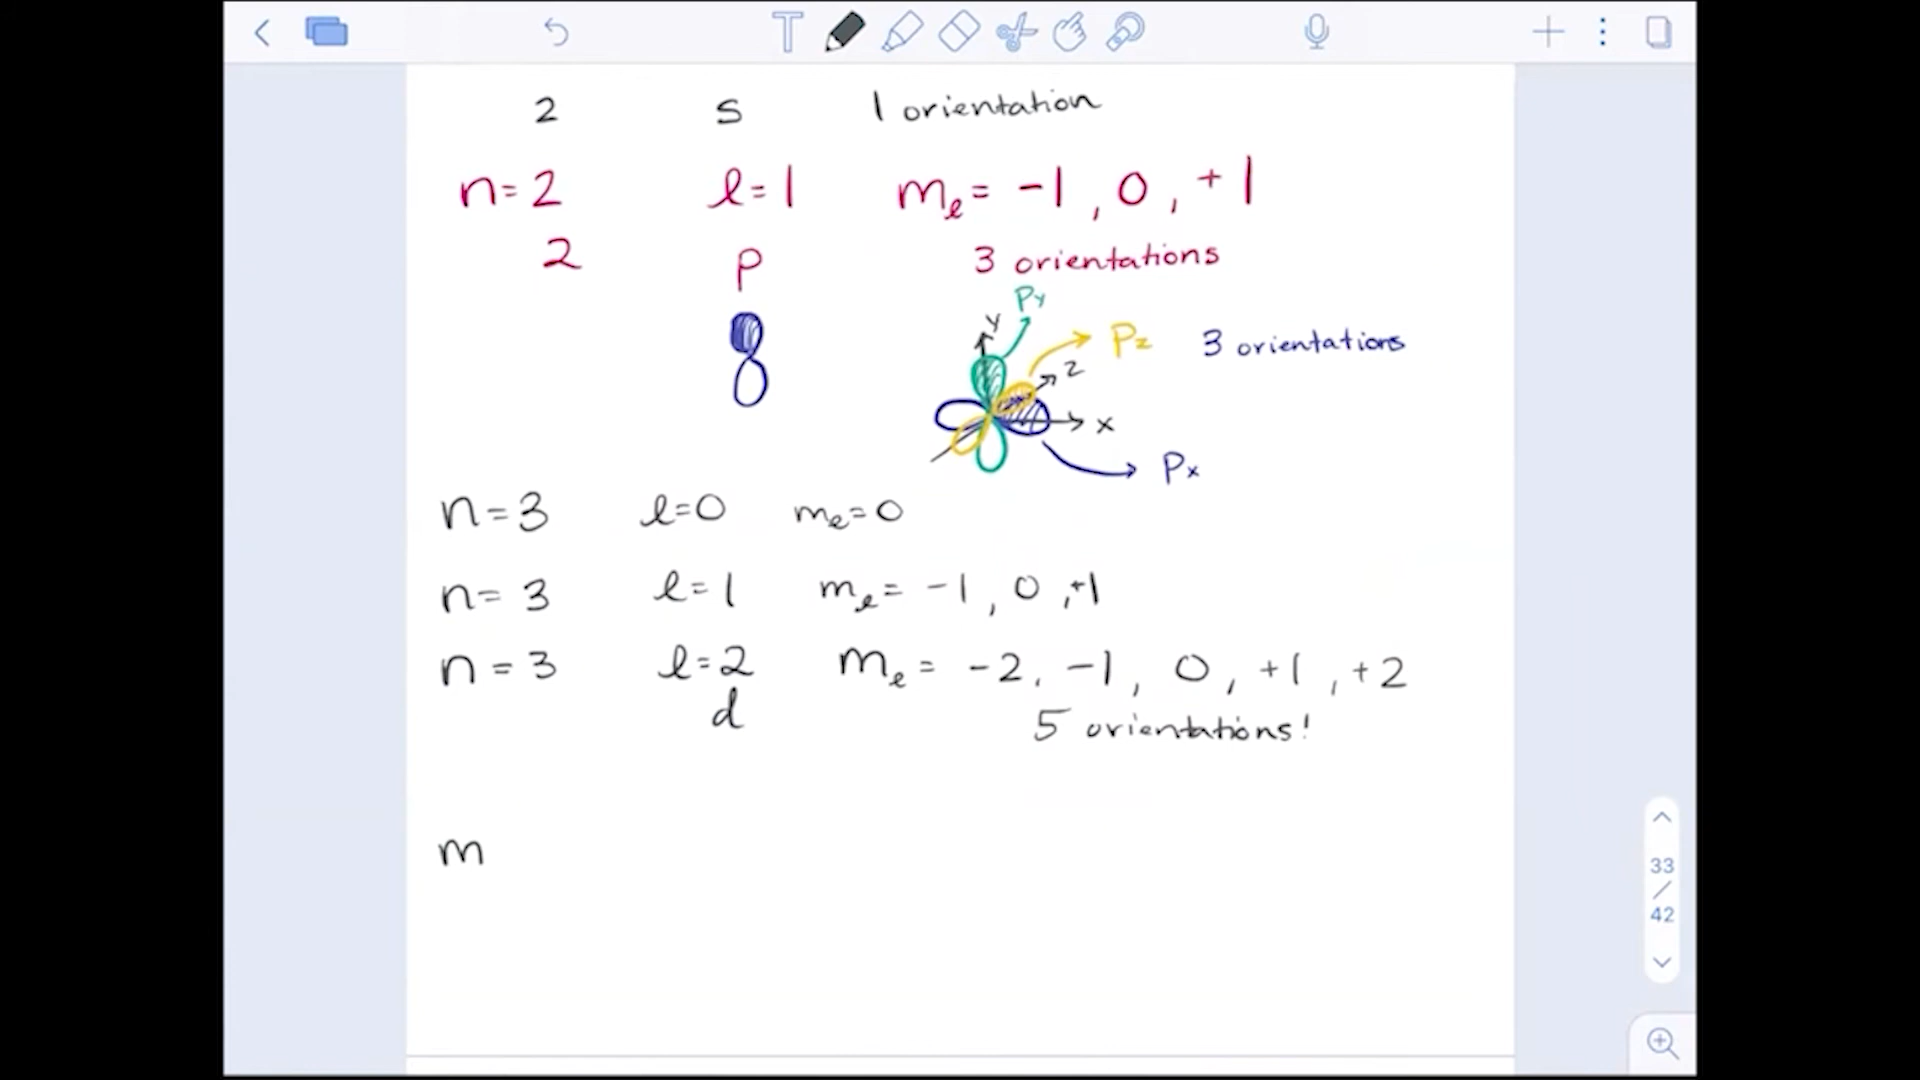 2 s 1 orientation
n=2 l=1 mℓ= -1, 0, +1
2 p 3 orientations
Py
y Pz 3 orientations
z
x
Px
n=3 l=0 mℓ=0
n=3 l=1 mℓ= -1, 0, +1
n=3 l=2 mℓ= -2, -1, 0, +1, +2
d 5 orientations!
m
33
/
42